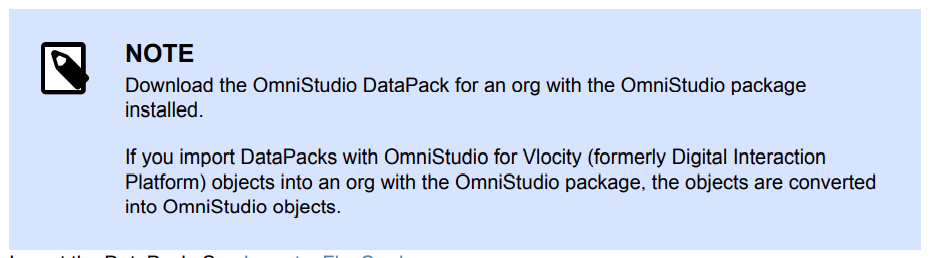 NOTE
Download the OmniStudio DataPack for an org with the OmniStudio package
installed.
If you import DataPacks with OmniStudio for Vlocity (formerly Digital Interaction
Platform) objects into an org with the OmniStudio package, the objects are converted
into OmniStudio objects.